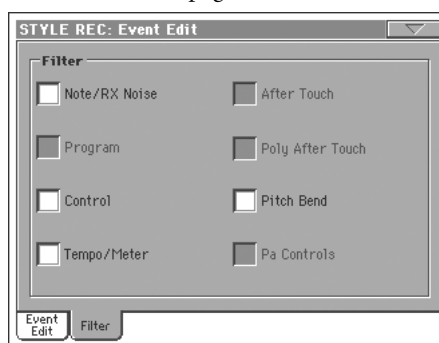 STYLE REC: Event Edit
Filter
Note/RX Noise
After Touch
Program
Poly After Touch
Control
Pitch Bend
Tempo/Meter
Pa Controls
Event
Edit
Filter